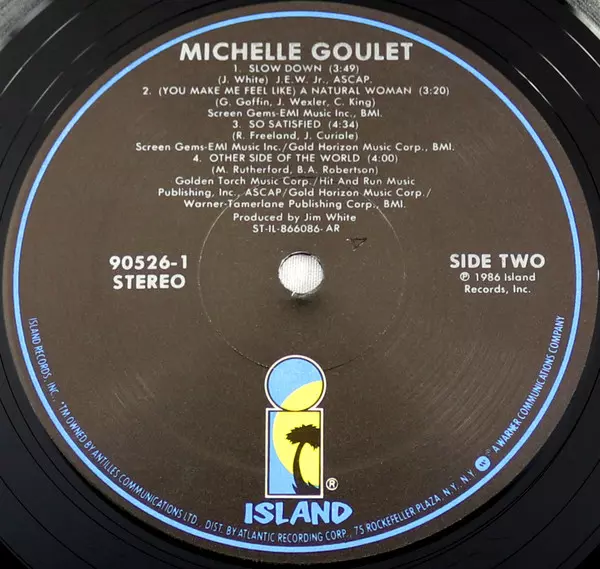 MICHELLE GOULET
1. SLOW DOWN (3:49)
(J. White) J.E.W. Jr., ASCAP.
2. (YOU MAKE ME FEEL LIKE) A NATURAL WOMAN (3:20)
(G. Goffin, J. Wexler, C. King)
Screen Gems-EMI Music Inc., BMI.
3. SO SATISFIED (4:34)
(R. Freeland, J. Curiale)
Screen Gems-EMI Music Inc./Gold Horizon Music Corp., BMI.
4. OTHER SIDE OF THE WORLD (4:00)
(M. Rutherford, B.A. Robertson)
Golden Torch Music Corp./Hit And Run Music
Publishing, Inc., ASCAP/Gold Horizon Music Corp./
Warner-Tamerlane Publishing Corp., BMI.
Produced by Jim White
ST-IL-866086-AR
90526-1
STEREO
SIDE TWO
℗ 1986 Island
Records, Inc.
®
ISLAND
ISLAND RECORDS, INC., ™OWNED BY ANTILLES COMMUNICATIONS LTD., DIST. BY ATLANTIC RECORDING CORP., 75 ROCKEFELLER PLAZA, N.Y., N.Y. A WARNER COMMUNICATIONS COMPANY